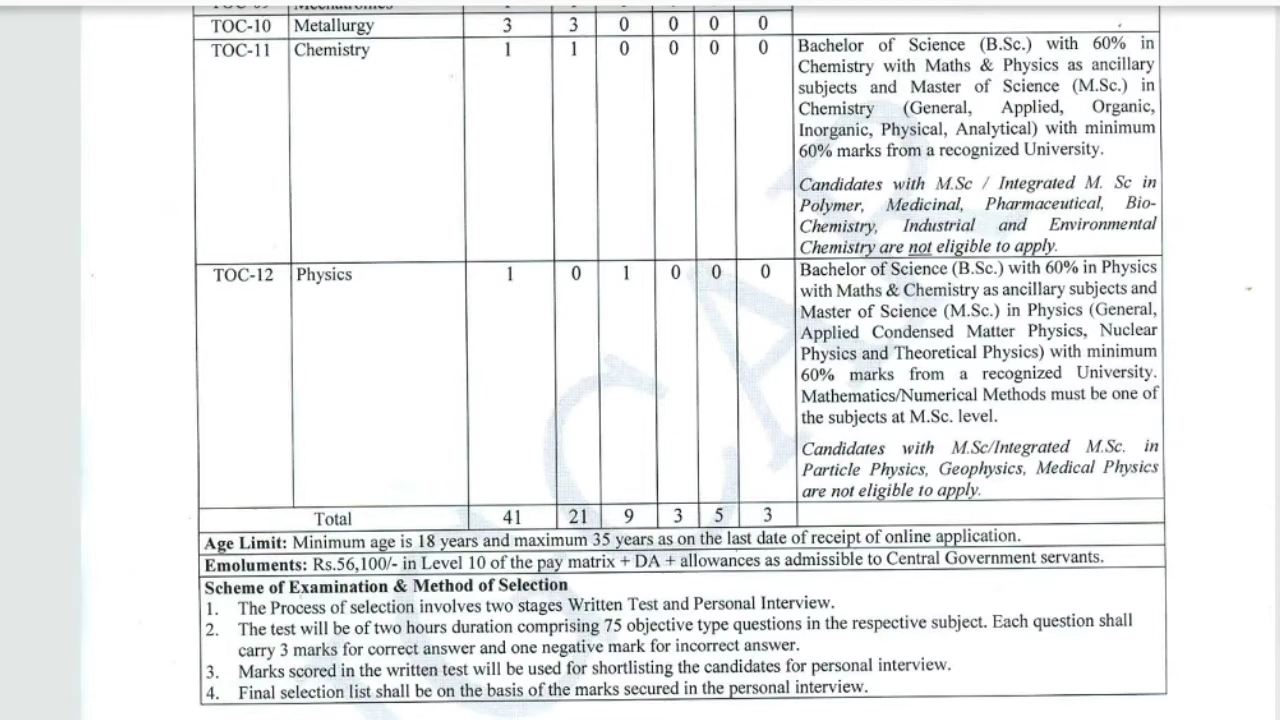 TOC-10 Metallurgy 3 3 0 0 0 0
TOC-11 Chemistry 1 1 0 0 0 0
Bachelor of Science (B.Sc.) with 60% in
Chemistry with Maths & Physics as ancillary
subjects and Master of Science (M.Sc.) in
Chemistry (General, Applied, Organic,
Inorganic, Physical, Analytical) with minimum
60% marks from a recognized University.
Candidates with M.Sc / Integrated M. Sc in
Polymer, Medicinal, Pharmaceutical, Bio-
Chemistry, Industrial and Environmental
Chemistry are not eligible to apply.
TOC-12 Physics 1 0 1 0 0 0
Bachelor of Science (B.Sc.) with 60% in Physics
with Maths & Chemistry as ancillary subjects and
Master of Science (M.Sc.) in Physics (General,
Applied Condensed Matter Physics, Nuclear
Physics and Theoretical Physics) with minimum
60% marks from a recognized University.
Mathematics/Numerical Methods must be one of
the subjects at M.Sc. level.
Candidates with M.Sc/Integrated M.Sc. in
Particle Physics, Geophysics, Medical Physics
are not eligible to apply.
Total 41 21 9 3 5 3
Age Limit: Minimum age is 18 years and maximum 35 years as on the last date of receipt of online application.
Emoluments: Rs.56,100/- in Level 10 of the pay matrix + DA + allowances as admissible to Central Government servants.
Scheme of Examination & Method of Selection
1. The Process of selection involves two stages Written Test and Personal Interview.
2. The test will be of two hours duration comprising 75 objective type questions in the respective subject. Each question shall
carry 3 marks for correct answer and one negative mark for incorrect answer.
3. Marks scored in the written test will be used for shortlisting the candidates for personal interview.
4. Final selection list shall be on the basis of the marks secured in the personal interview.